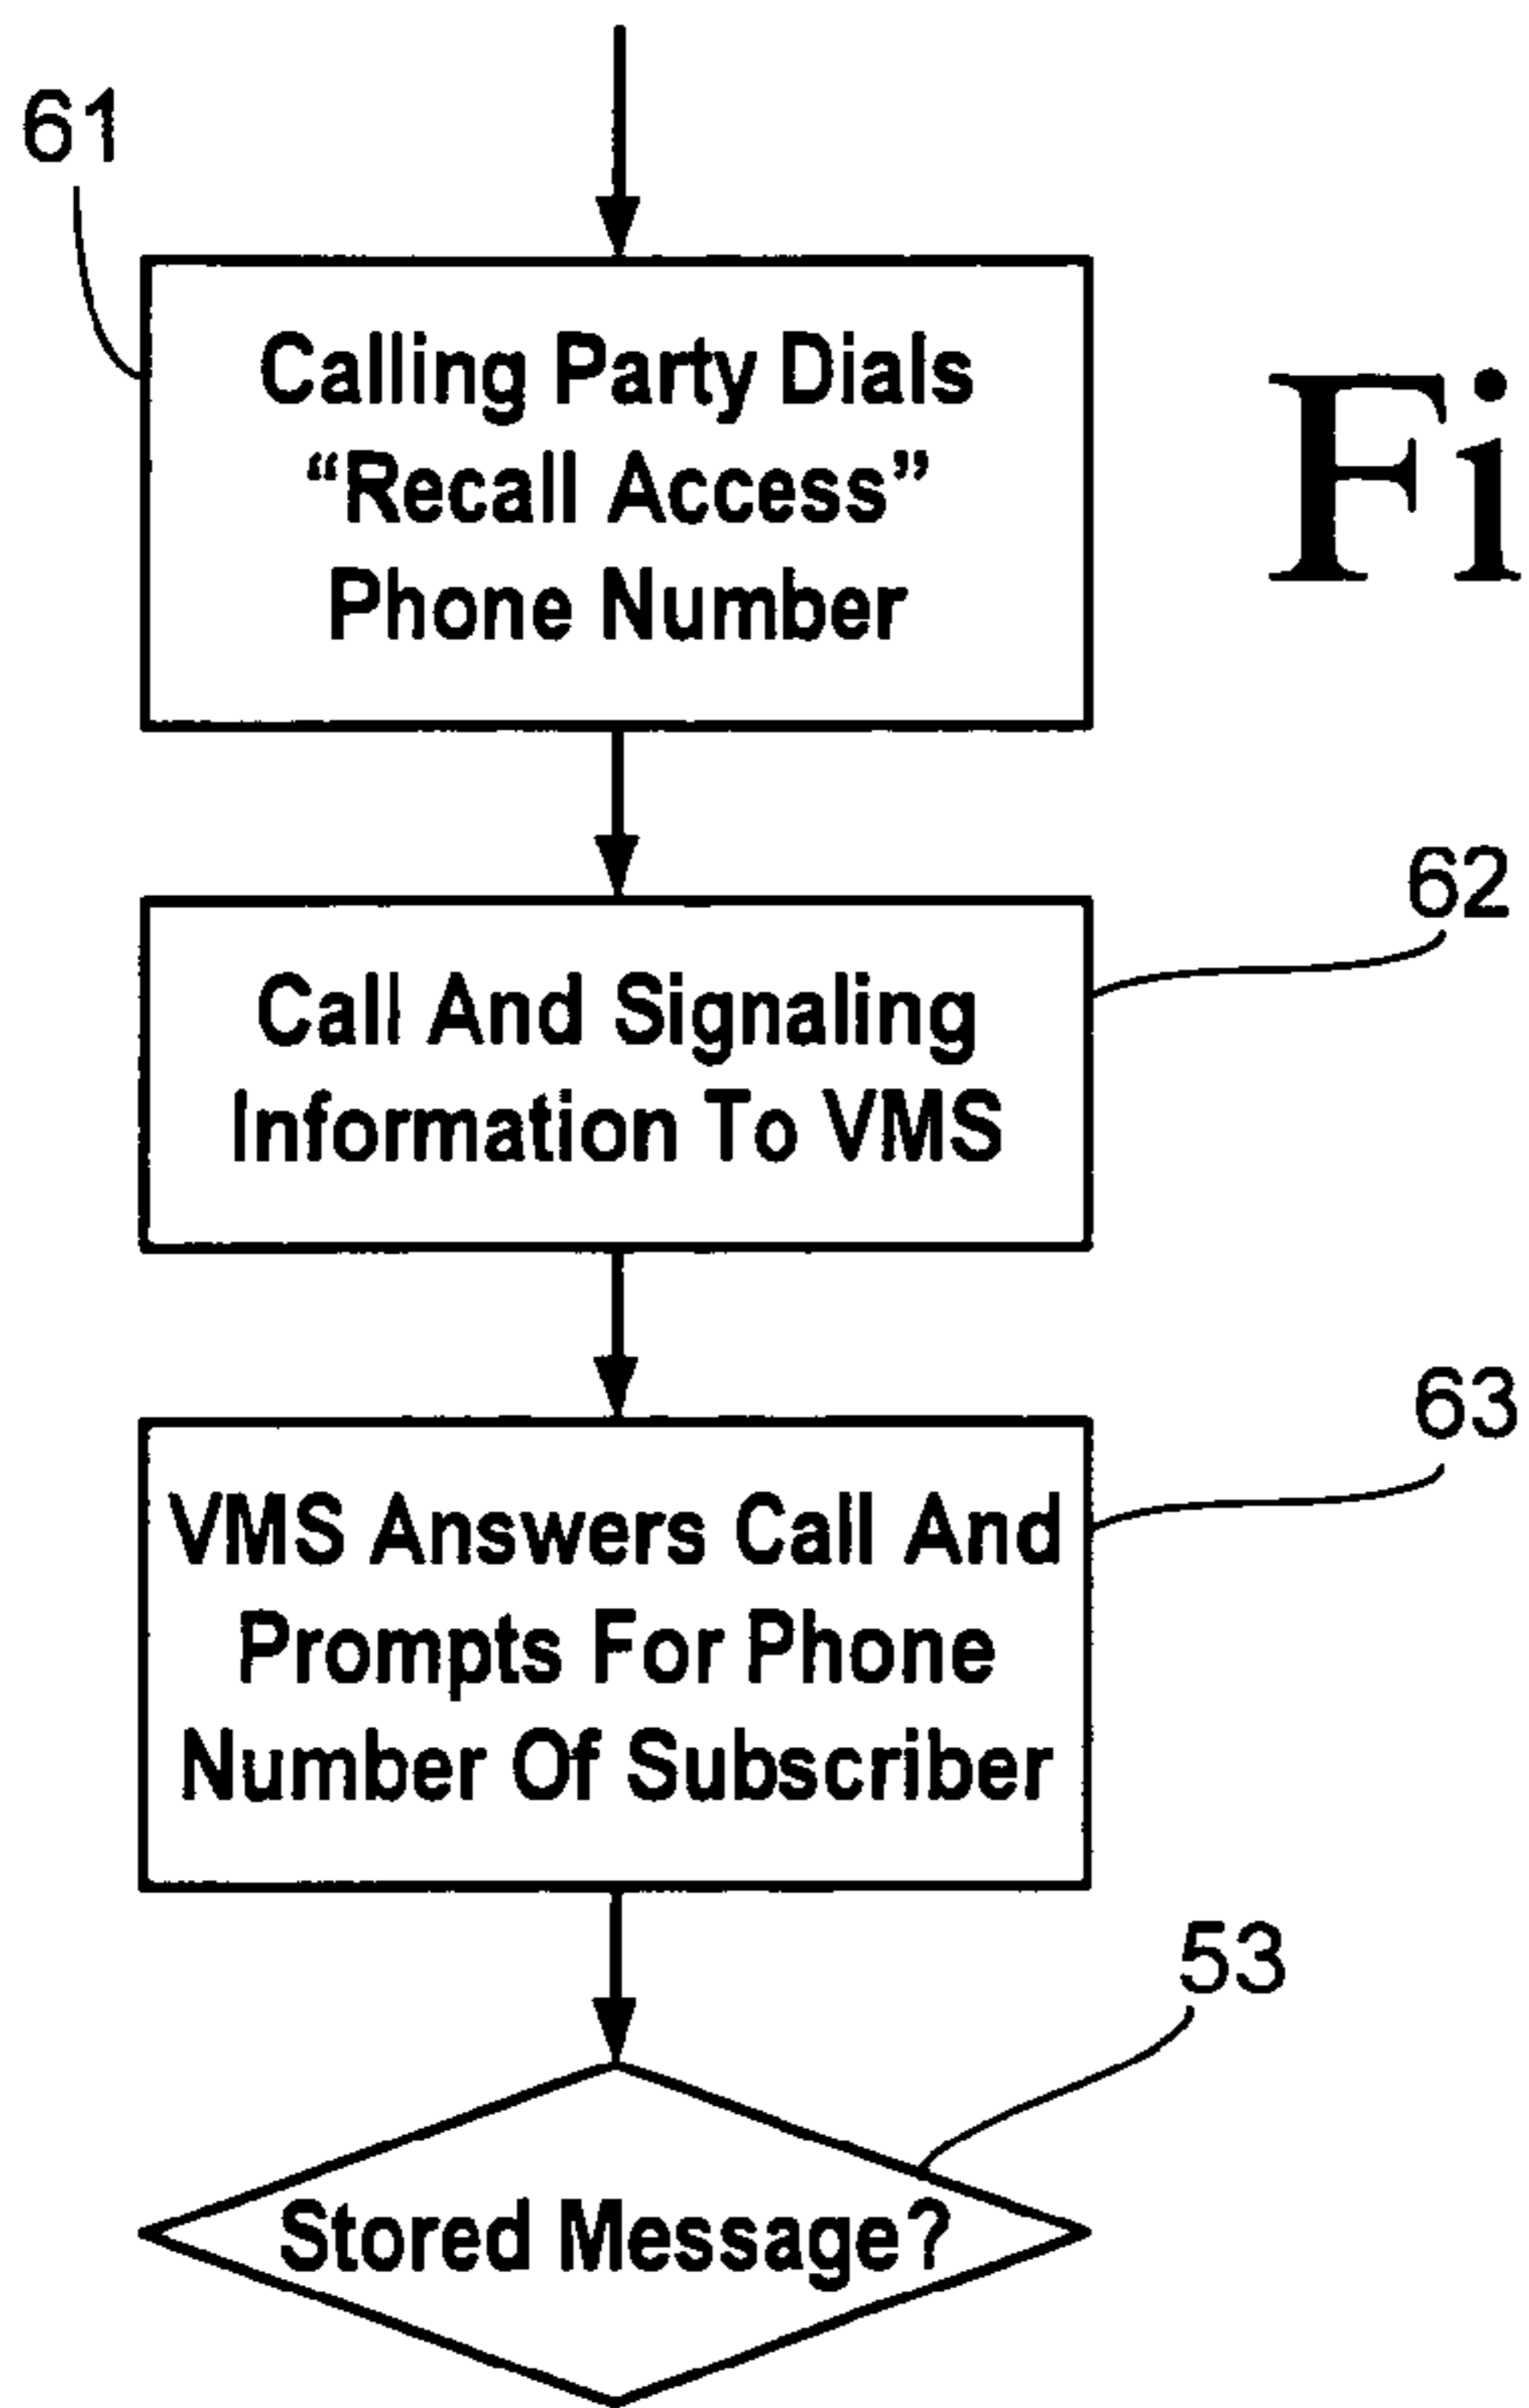 61
Calling Party Dials
“Recall Access”
Phone Number
Fi
62
Call And Signaling
Information To VMS
63
VMS Answers Call And
Prompts For Phone
Number Of Subscriber
53
Stored Message?